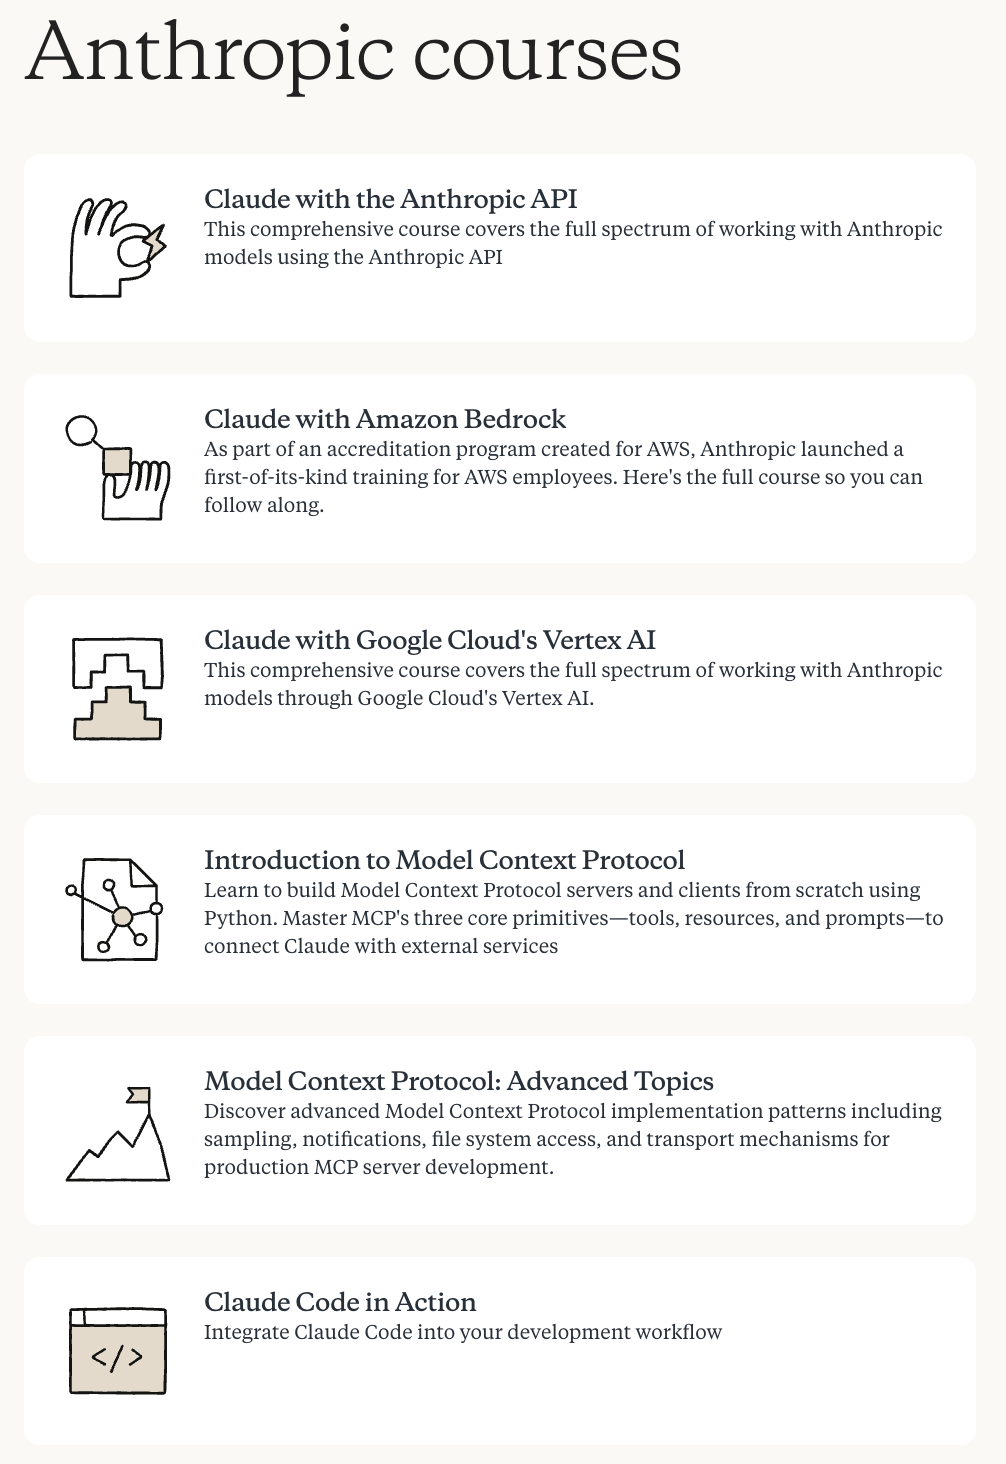 Anthropic courses
Claude with the Anthropic API
This comprehensive course covers the full spectrum of working with Anthropic
models using the Anthropic API
Claude with Amazon Bedrock
As part of an accreditation program created for AWS, Anthropic launched a
first-of-its-kind training for AWS employees. Here's the full course so you can
follow along.
Claude with Google Cloud's Vertex AI
This comprehensive course covers the full spectrum of working with Anthropic
models through Google Cloud's Vertex AI.
Introduction to Model Context Protocol
Learn to build Model Context Protocol servers and clients from scratch using
Python. Master MCP's three core primitives—tools, resources, and prompts—to
connect Claude with external services
Model Context Protocol: Advanced Topics
Discover advanced Model Context Protocol implementation patterns including
sampling, notifications, file system access, and transport mechanisms for
production MCP server development.
</>
Claude Code in Action
Integrate Claude Code into your development workflow